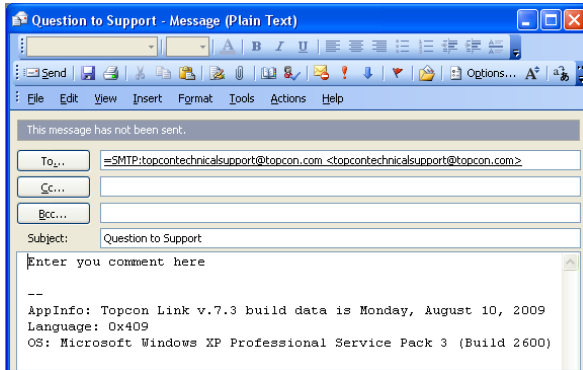 Question to Support - Message (Plain Text)
A B I U
Send Options... A
File Edit View Insert Format Tools Actions Help
This message has not been sent.
To... =SMTP:topcontechnicalsupport@topcon.com <topcontechnicalsupport@topcon.com>
Cc...
Bcc...
Subject: Question to Support
Enter you comment here
--
AppInfo: Topcon Link v.7.3 build data is Monday, August 10, 2009
Language: 0x409
OS: Microsoft Windows XP Professional Service Pack 3 (Build 2600)